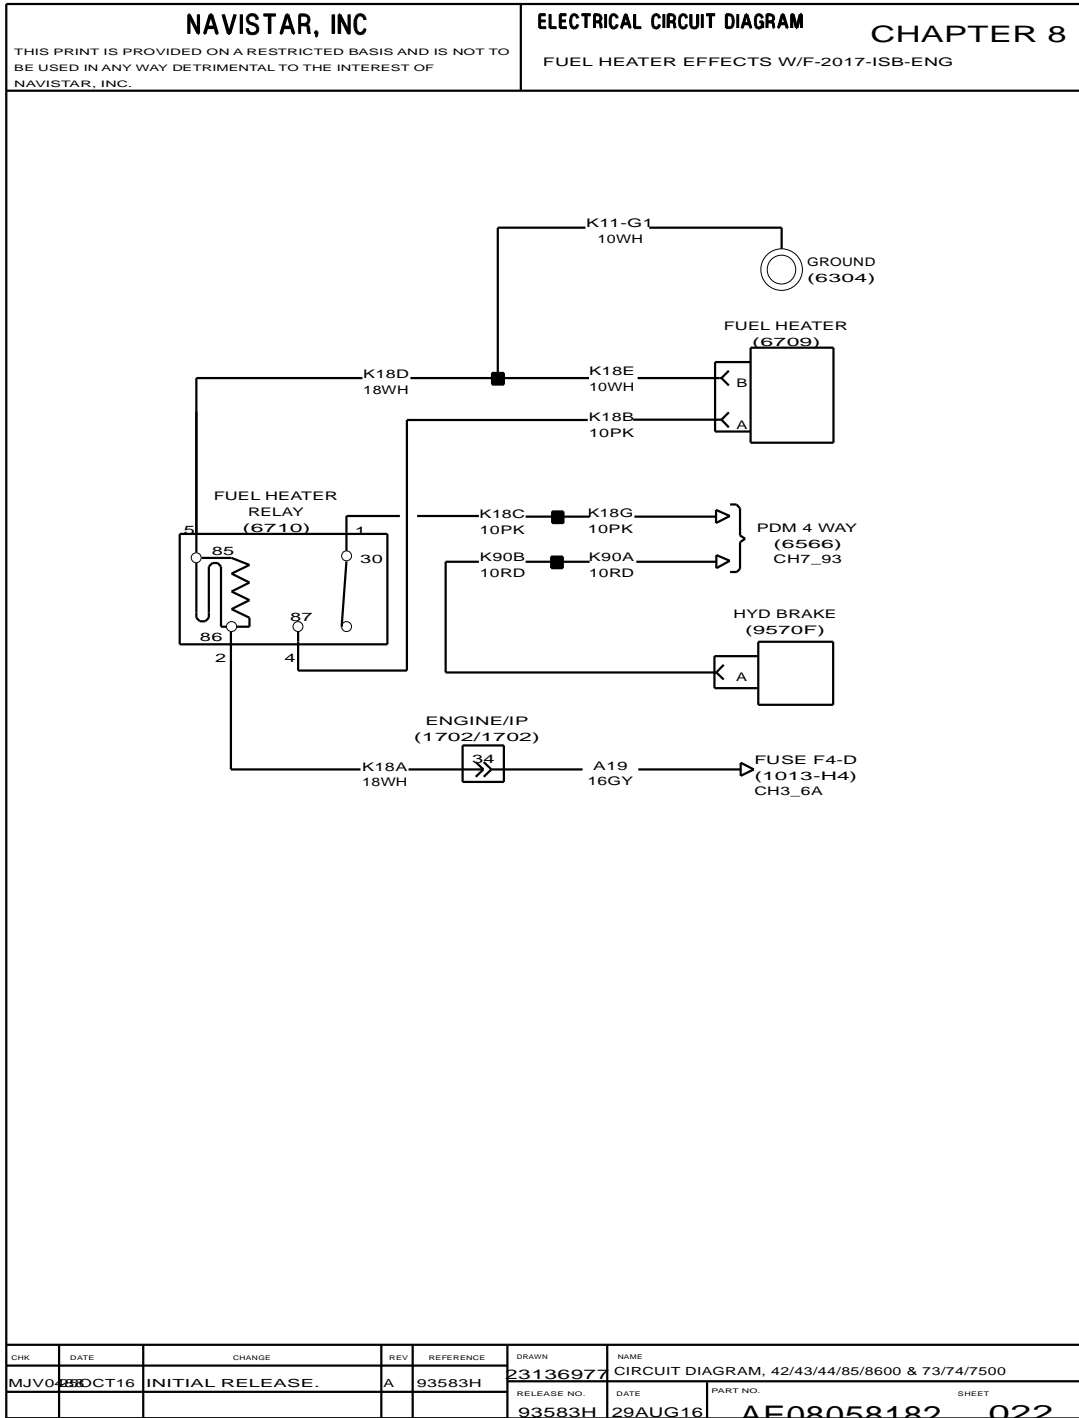 NAVISTAR, INC
THIS PRINT IS PROVIDED ON A RESTRICTED BASIS AND IS NOT TO
BE USED IN ANY WAY DETRIMENTAL TO THE INTEREST OF
NAVISTAR, INC.
ELECTRICAL CIRCUIT DIAGRAM
CHAPTER 8
FUEL HEATER EFFECTS W/F-2017-ISB-ENG
K11-G1
10WH
GROUND
(6304)
FUEL HEATER
(6709)
K18D
18WH
K18E
10WH
B
K18B
10PK
A
FUEL HEATER
RELAY
(6710)
5
1
85
30
87
86
2
4
K18C
10PK
K18G
10PK
K90B
10RD
K90A
10RD
PDM 4 WAY
(6566)
CH7_93
HYD BRAKE
(9570F)
A
ENGINE/IP
(1702/1702)
34
K18A
18WH
A19
16GY
FUSE F4-D
(1013-H4)
CH3_6A
CHK
DATE
CHANGE
REV
REFERENCE
DRAWN
NAME
INITIAL RELEASE.
A
93583H
23136977
CIRCUIT DIAGRAM, 42/43/44/85/8600 & 73/74/7500
RELEASE NO.
DATE
PART NO.
SHEET
93583H
29AUG16
AE08058182
022